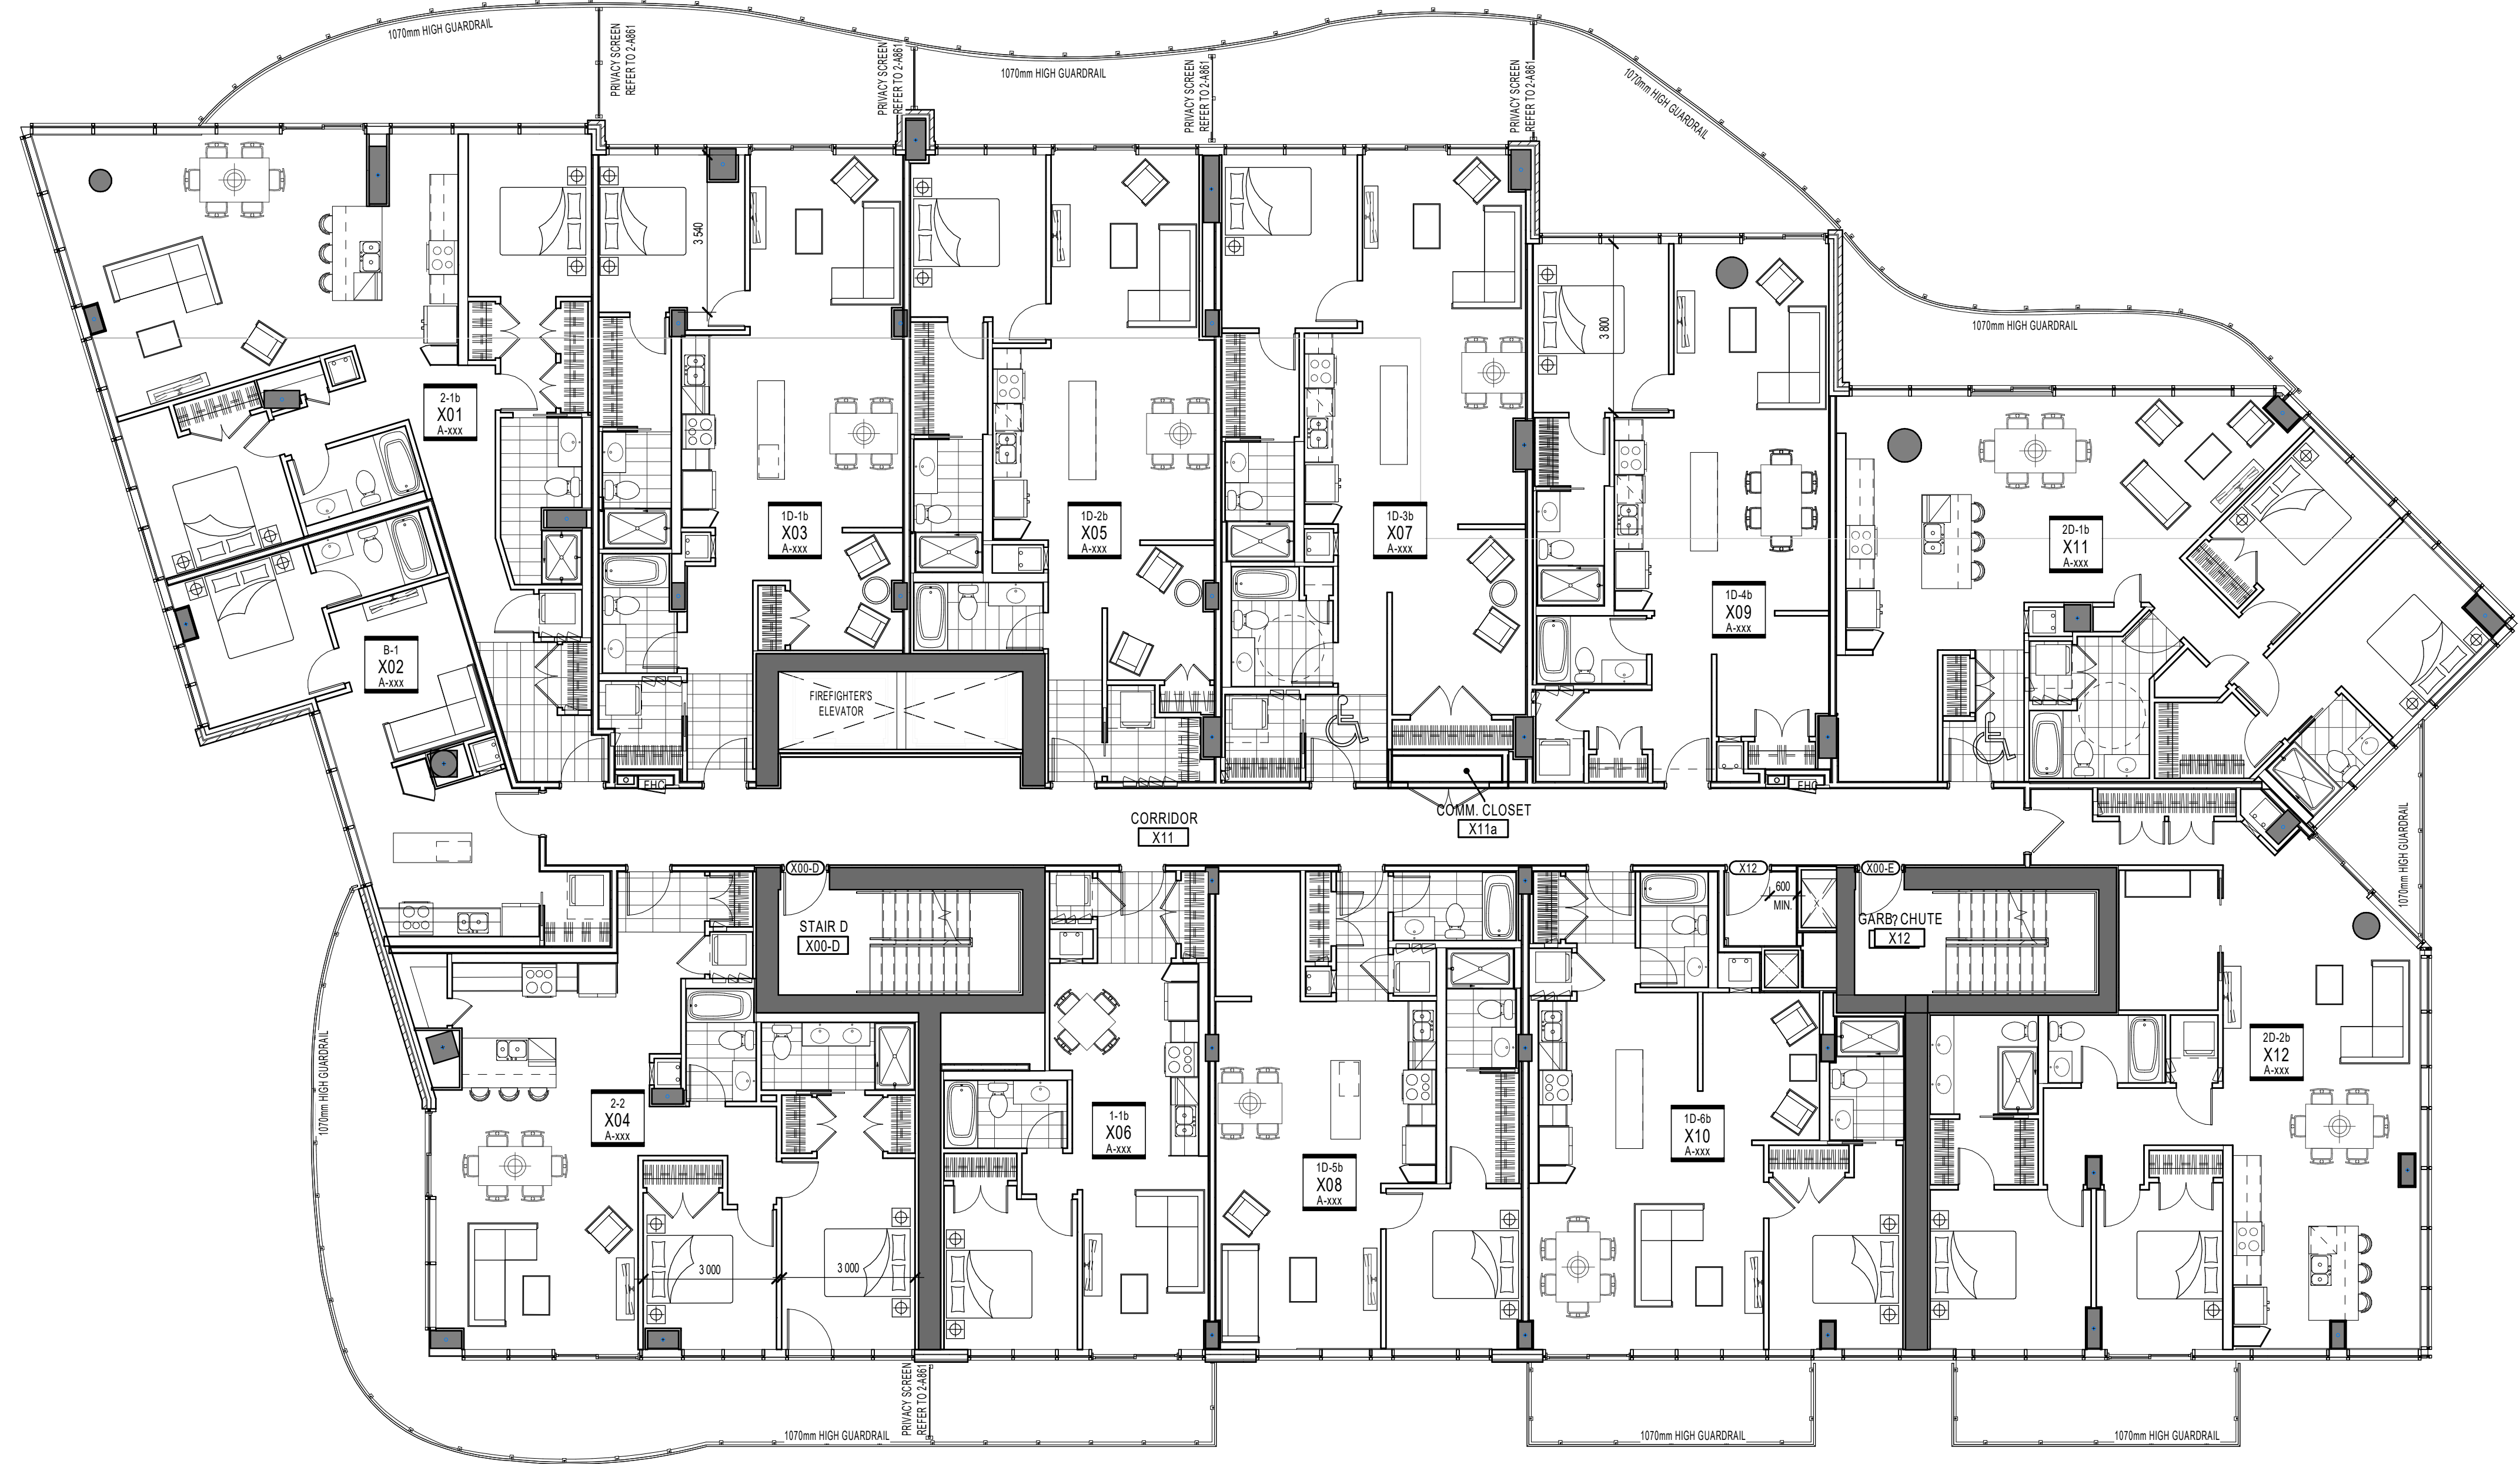 1070mm HIGH GUARDRAIL
PRIVACY SCREEN
REFER TO 2-A861
PRIVACY SCREEN
REFER TO 2-A861
1070mm HIGH GUARDRAIL
PRIVACY SCREEN
REFER TO 2-A861
PRIVACY SCREEN
REFER TO 2-A861
1070mm HIGH GUARDRAIL
1070mm HIGH GUARDRAIL
3 540
3 800
2-1b
X01
A-xxx
1D-1b
X03
A-xxx
1D-2b
X05
A-xxx
1D-3b
X07
A-xxx
1D-4b
X09
A-xxx
2D-1b
X11
A-xxx
B-1
X02
A-xxx
FIREFIGHTER'S
ELEVATOR
FHC
FHC
CORRIDOR
X11
COMM. CLOSET
X11a
1070mm HIGH GUARDRAIL
X00-D
X12
X00-E
600
MIN.
STAIR D
X00-D
GARB? CHUTE
X12
1070mm HIGH GUARDRAIL
2-2
X04
A-xxx
1-1b
X06
A-xxx
1D-5b
X08
A-xxx
1D-6b
X10
A-xxx
2D-2b
X12
A-xxx
3 000
3 000
PRIVACY SCREEN
REFER TO 2-A861
1070mm HIGH GUARDRAIL
1070mm HIGH GUARDRAIL
1070mm HIGH GUARDRAIL